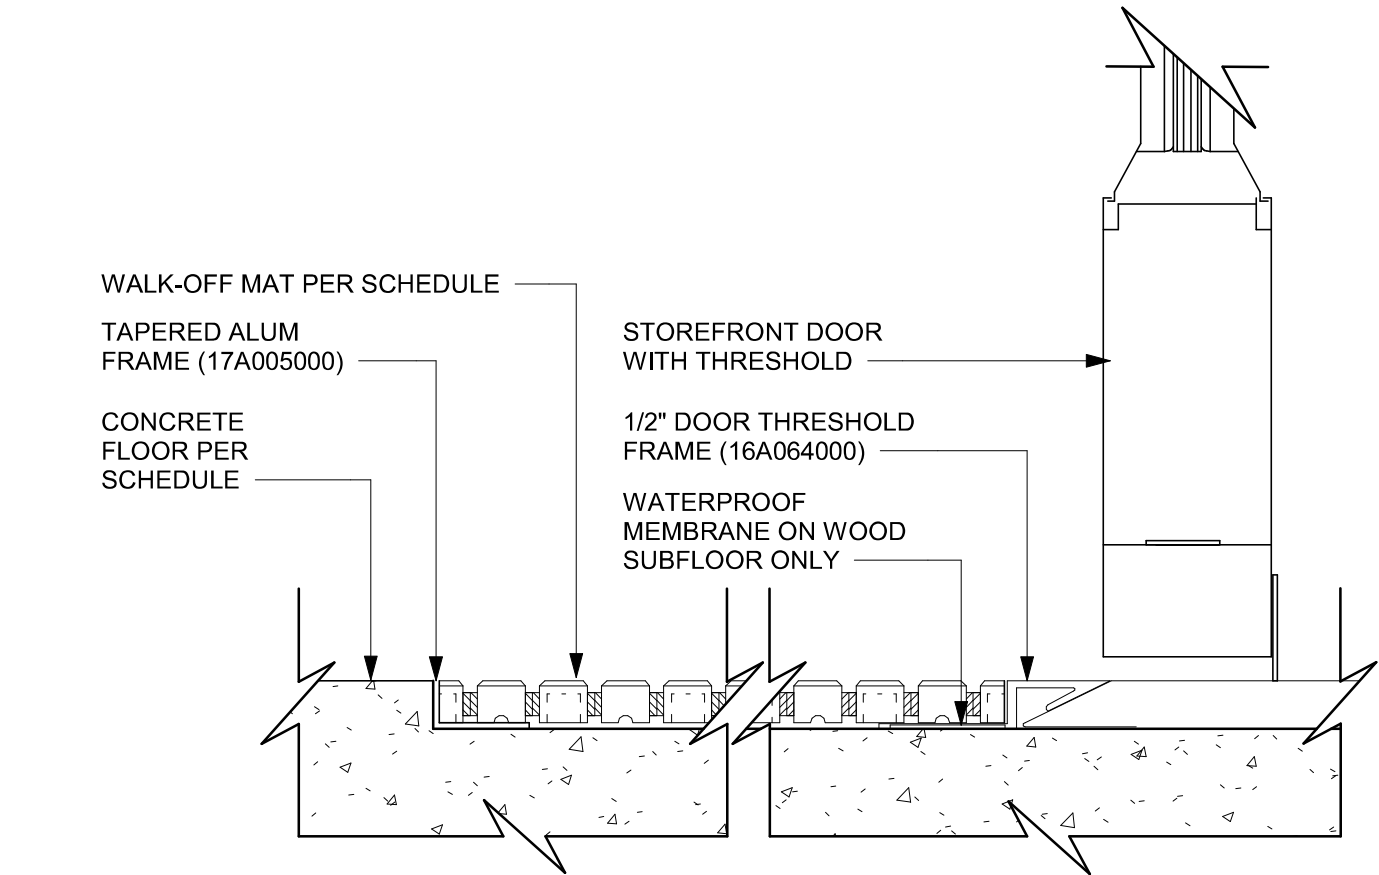 WALK-OFF MAT PER SCHEDULE
TAPERED ALUM
FRAME (17A005000)
CONCRETE
FLOOR PER
SCHEDULE
STOREFRONT DOOR
WITH THRESHOLD
1/2" DOOR THRESHOLD
FRAME (16A064000)
WATERPROOF
MEMBRANE ON WOOD
SUBFLOOR ONLY